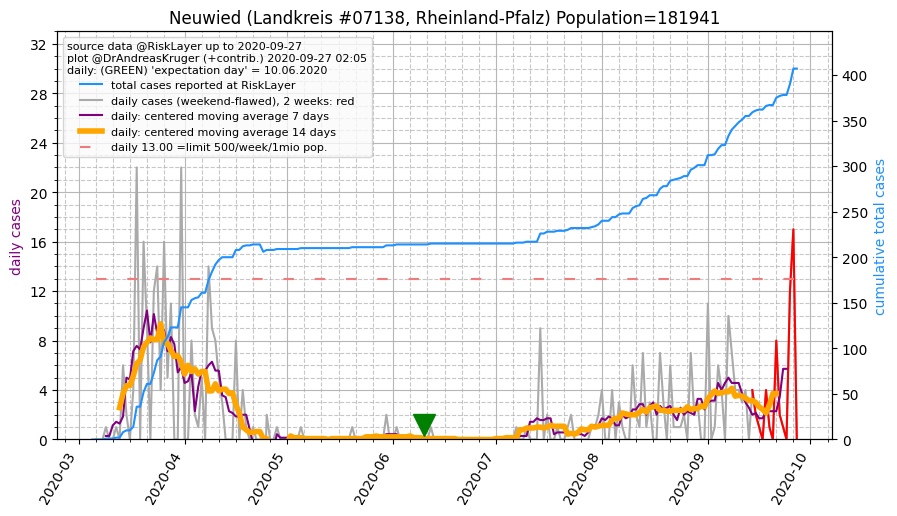 Neuwied (Landkreis #07138, Rheinland-Pfalz) Population=181941
source data @RiskLayer up to 2020-09-27
plot @DrAndreasKruger (+contrib.) 2020-09-27 02:05
daily: (GREEN) 'expectation day' = 10.06.2020
total cases reported at RiskLayer
daily cases (weekend-flawed), 2 weeks: red
daily: centered moving average 7 days
daily: centered moving average 14 days
daily 13.00 =limit 500/week/1mio pop.
daily cases
32
28
24
20
16
12
8
4
0
cumulative total cases
400
350
300
250
200
150
100
50
0
2020-03
2020-04
2020-05
2020-06
2020-07
2020-08
2020-09
2020-10